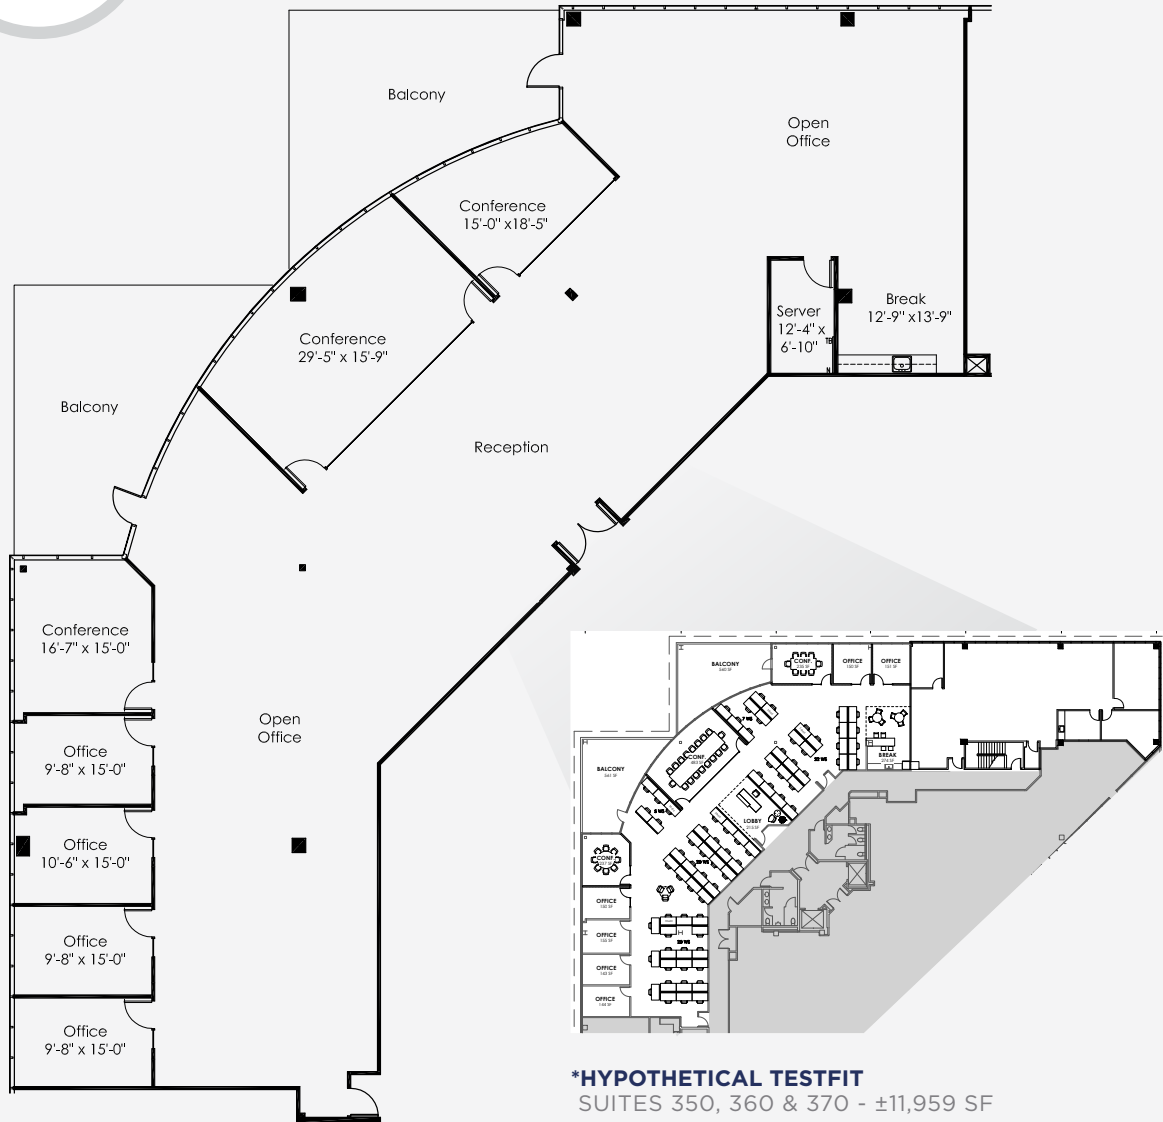 Balcony
Open
Office
Conference
15'-0" x18'-5"
Server
12'-4" x
6'-10"
TB
N
Break
12'-9" x13'-9"
Conference
29'-5" x 15'-9"
Balcony
Reception
Conference
16'-7" x 15'-0"
Open
Office
Office
9'-8" x 15'-0"
Office
10'-6" x 15'-0"
Office
9'-8" x 15'-0"
Office
9'-8" x 15'-0"
BALCONY
CONF.
OFFICE
OFFICE
BALCONY
CONF.
BREAK
LOBBY
CONF.
OFFICE
OFFICE
OFFICE
OFFICE
*HYPOTHETICAL TESTFIT
SUITES 350, 360 & 370 - ±11,959 SF